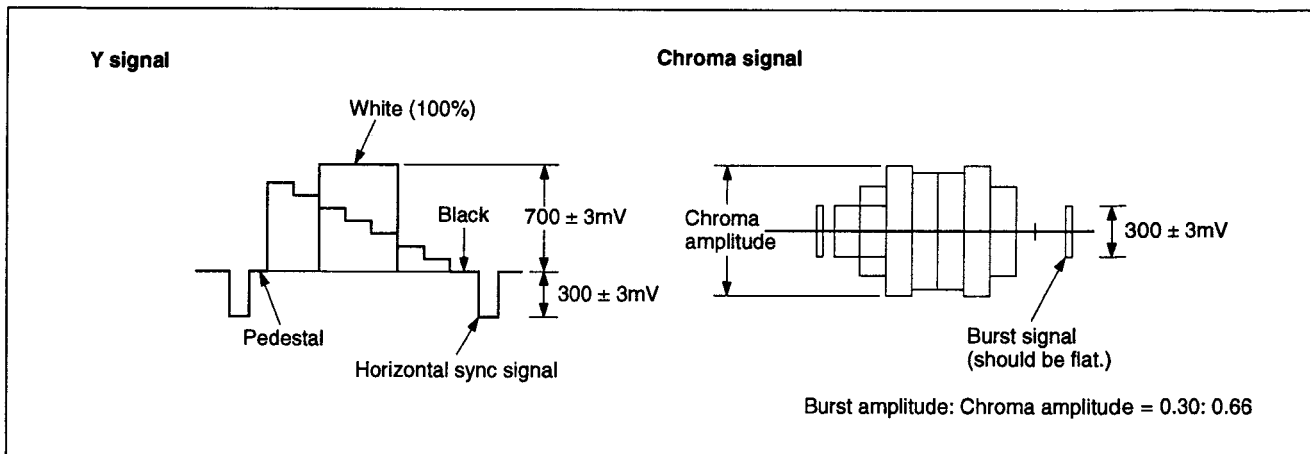 Y signal
White (100%)
Black
700 ± 3mV
300 ± 3mV
Pedestal
Horizontal sync signal
Chroma signal
Chroma
amplitude
300 ± 3mV
Burst signal
(should be flat.)
Burst amplitude: Chroma amplitude = 0.30: 0.66